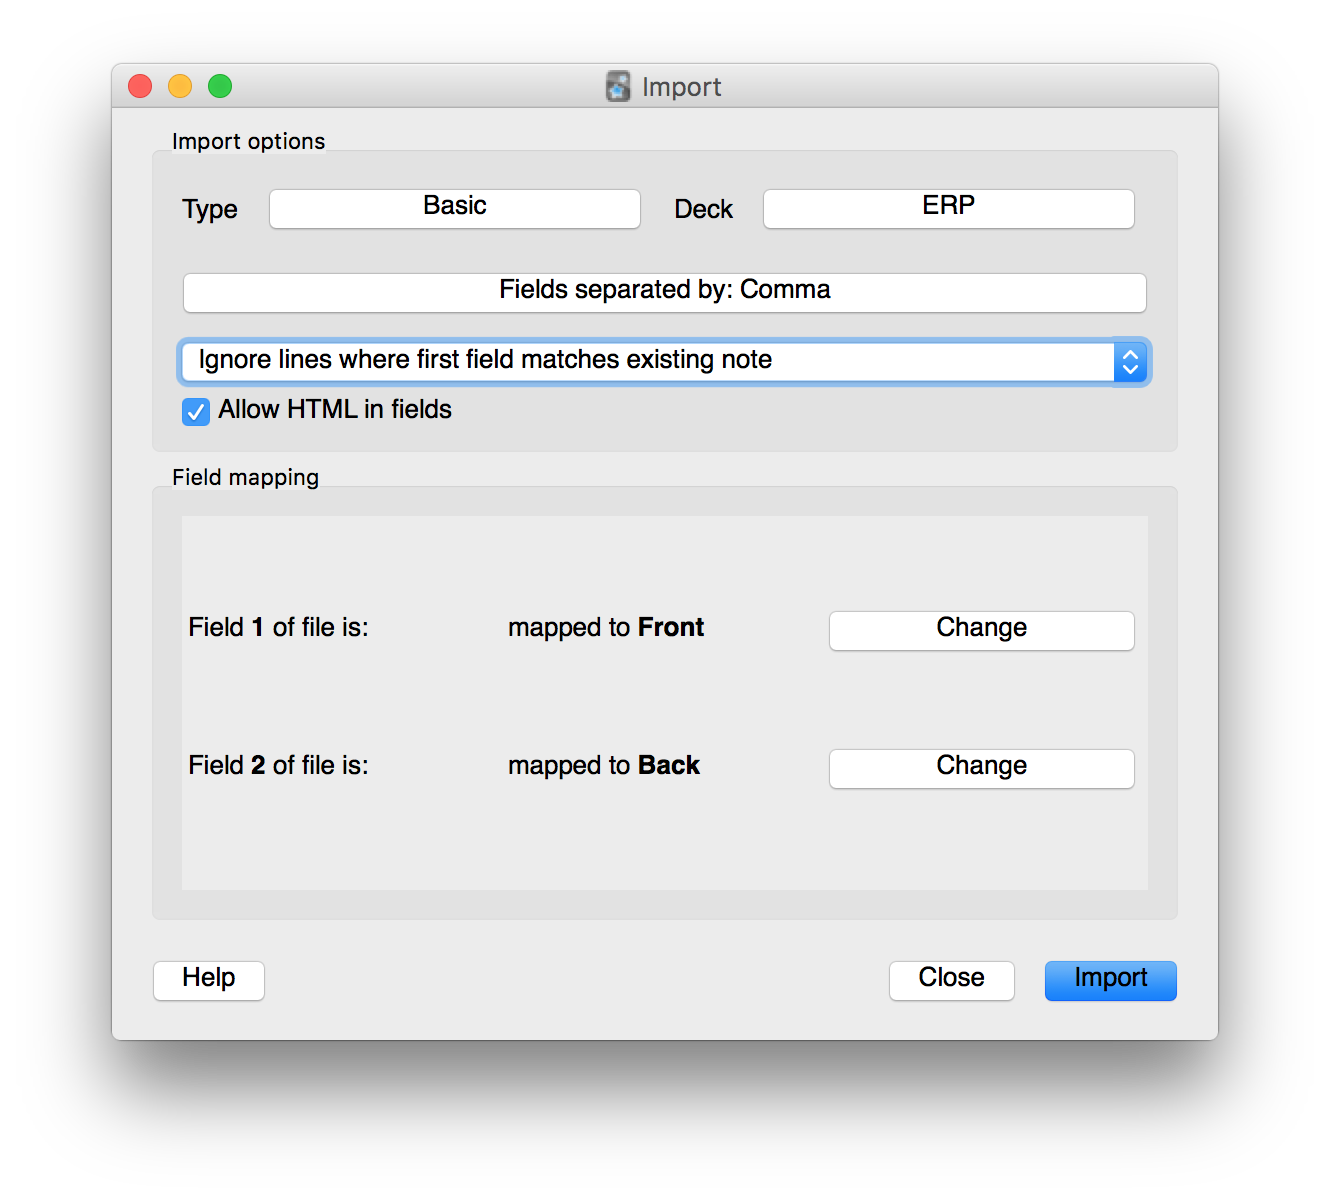 Import
Import options
Type Basic Deck ERP
Fields separated by: Comma
Ignore lines where first field matches existing note
Allow HTML in fields
Field mapping
Field 1 of file is: mapped to Front Change
Field 2 of file is: mapped to Back Change
Help Close Import